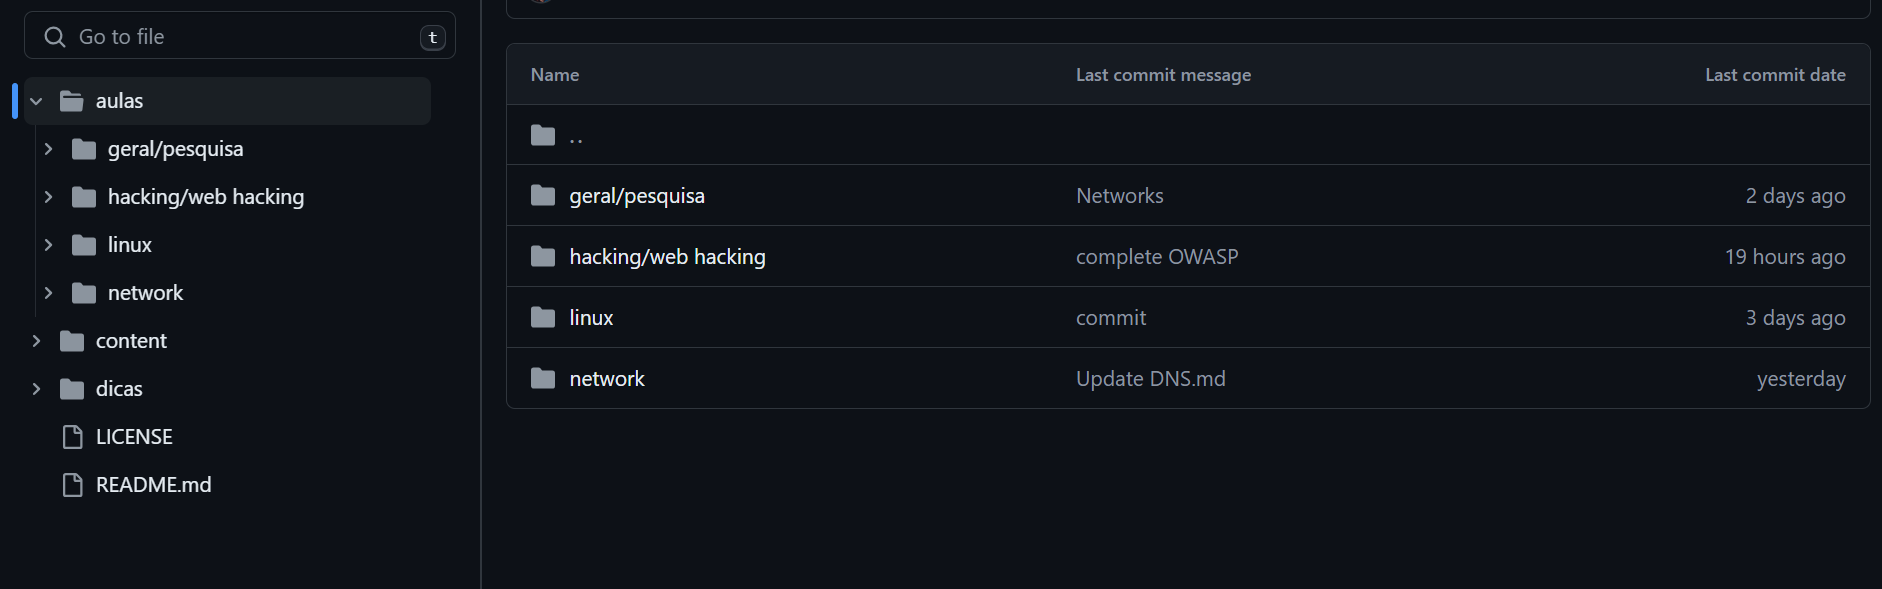 Go to file t
aulas
geral/pesquisa
hacking/web hacking
linux
network
content
dicas
LICENSE
README.md
Name Last commit message Last commit date
..
geral/pesquisa Networks 2 days ago
hacking/web hacking complete OWASP 19 hours ago
linux commit 3 days ago
network Update DNS.md yesterday